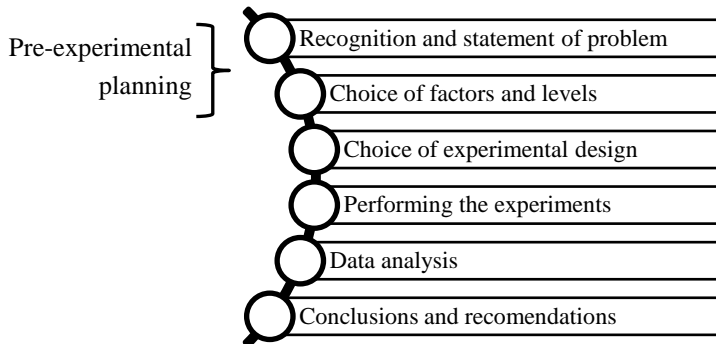 Pre-experimental
planning
Recognition and statement of problem
Choice of factors and levels
Choice of experimental design
Performing the experiments
Data analysis
Conclusions and recomendations